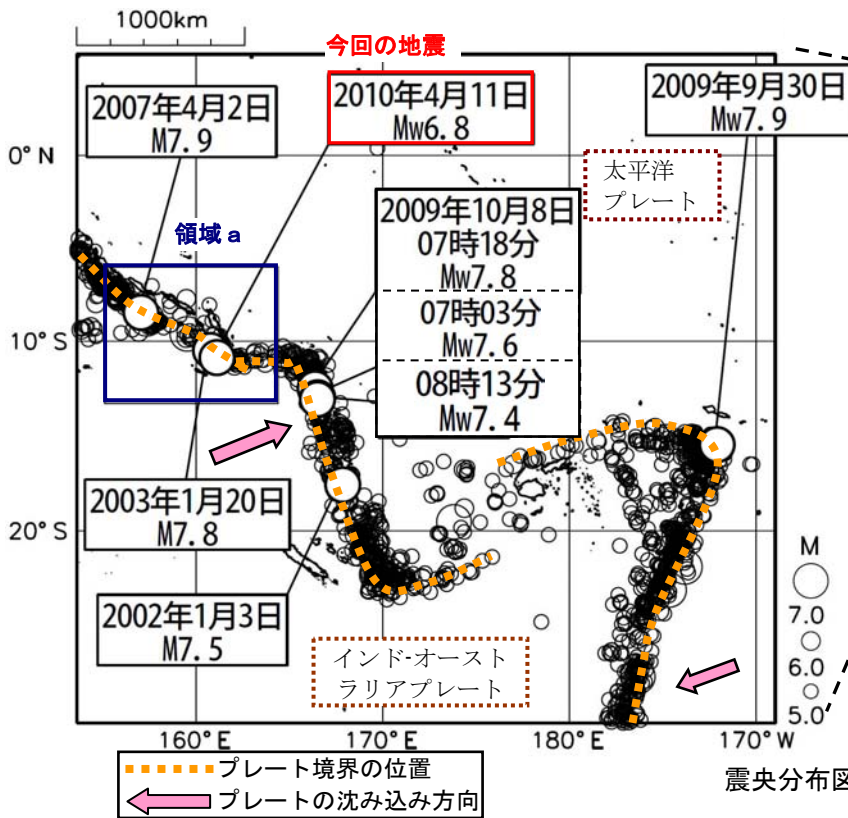 1000km
今回の地震
2007年4月2日
M7.9
2010年4月11日
Mw6.8
2009年9月30日
Mw7.9
0° N
太平洋
プレート
領域 a
2009年10月8日
07時18分
Mw7.8
07時03分
Mw7.6
08時13分
Mw7.4
10° S
2003年1月20日
M7.8
20° S
2002年1月3日
M7.5
インド-オースト
ラリアプレート
M
7.0
6.0
5.0
160° E
170° E
180° E
170° W
プレート境界の位置
プレートの沈み込み方向
震央分布図